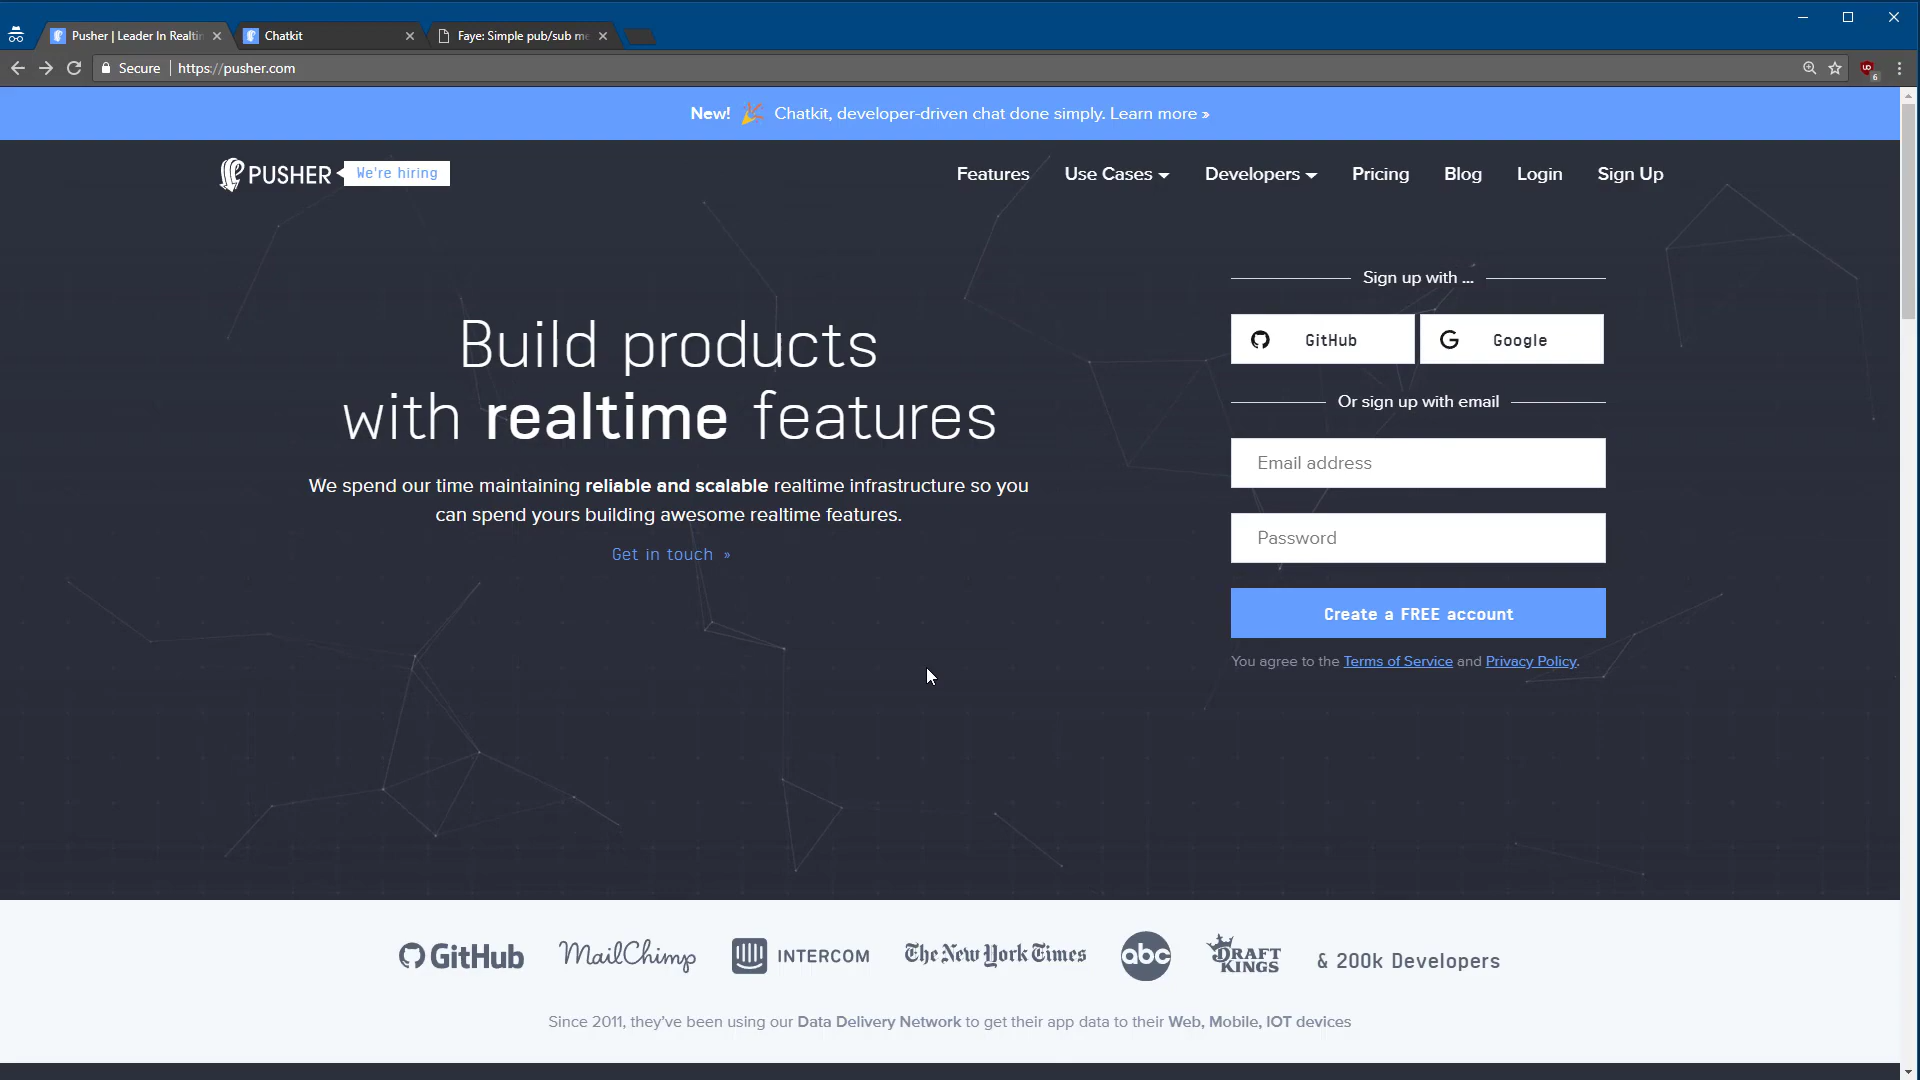 Pusher | Leader In Realtin
Chatkit
Faye: Simple pub/sub me
Secure
https://pusher.com
UO
6
New! Chatkit, developer-driven chat done simply. Learn more »
PUSHER
We're hiring
Features
Use Cases
Developers
Pricing
Blog
Login
Sign Up
Build products
with realtime features
We spend our time maintaining reliable and scalable realtime infrastructure so you
can spend yours building awesome realtime features.
Get in touch »
Sign up with ...
GitHub
Google
Or sign up with email
Email address
Password
Create a FREE account
You agree to the Terms of Service and Privacy Policy.
GitHub
MailChimp
INTERCOM
The New York Times
abc
DRAFT
KINGS
& 200k Developers
Since 2011, they've been using our Data Delivery Network to get their app data to their Web, Mobile, IOT devices